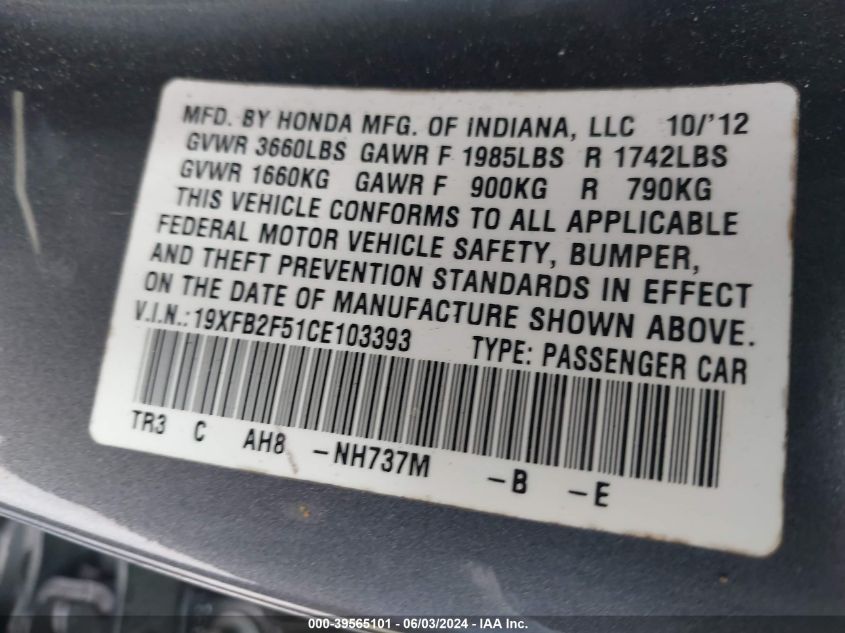 MFD. BY HONDA MFG. OF INDIANA, LLC 10/'12
GVWR 3660LBS GAWR F 1985LBS R 1742LBS
GVWR 1660KG GAWR F 900KG R 790KG
THIS VEHICLE CONFORMS TO ALL APPLICABLE
FEDERAL MOTOR VEHICLE SAFETY, BUMPER,
AND THEFT PREVENTION STANDARDS IN EFFECT
ON THE DATE OF MANUFACTURE SHOWN ABOVE.
V.I.N.:19XFB2F51CE103393 TYPE: PASSENGER CAR
TR3 C AH8 -NH737M -B -E
000-39565101 - 06/03/2024 - IAA Inc.